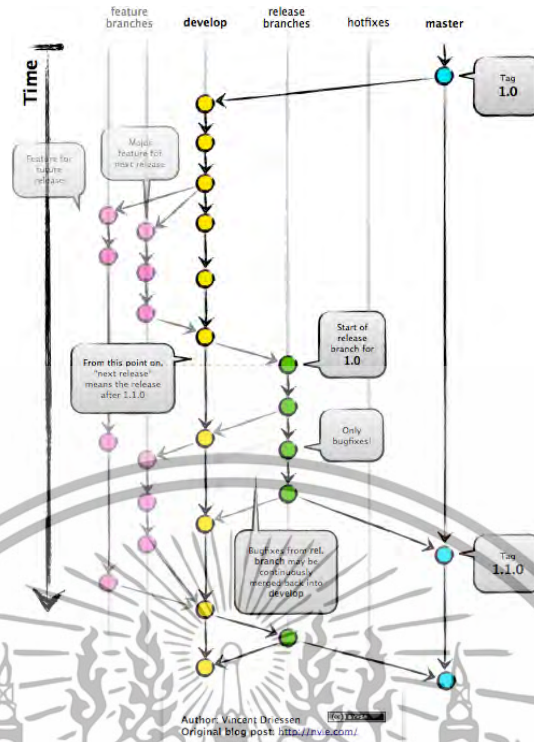 feature
branches
develop
release
branches
hotfixes
master
Time
Tag
1.0
Feature for
future
release
Major
feature for
next release
From this point on,
"next release"
means the release
after 1.1.0
Start of
release
branch for
1.0
Only
bugfixes!
Bugfixes from rel.
branch may be
continuously
merged back into
develop
Tag
1.1.0
Author: Vincent Driessen
Original blog post: http://nvie.com/